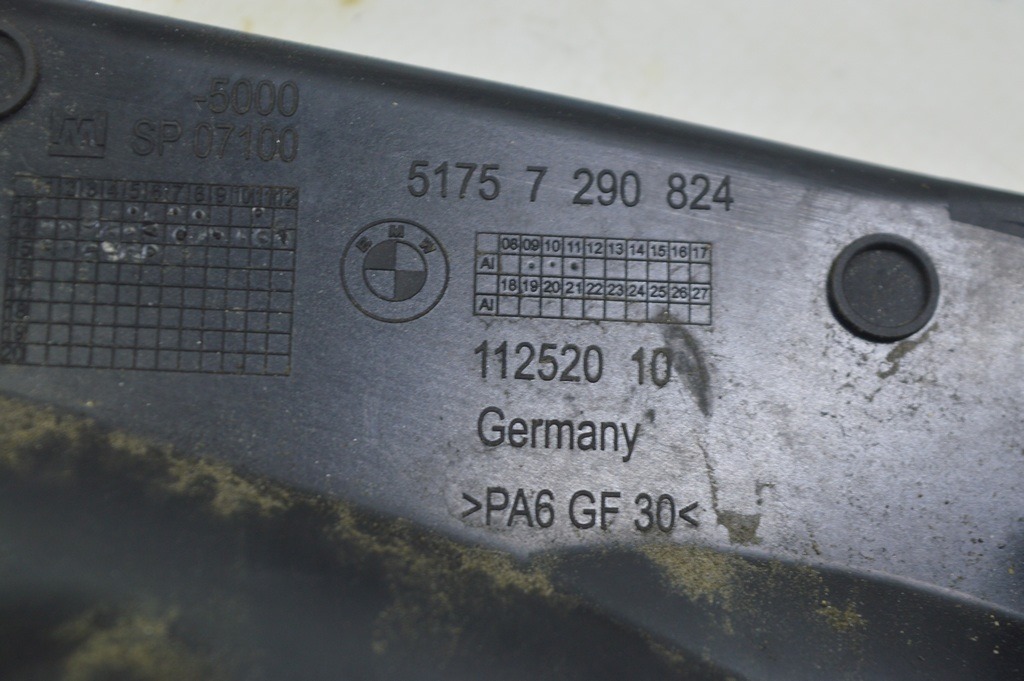 -5000
M SP 07100
5175 7 290 824
BMW
08 09 10 11 12 13 14 15 16 17
AI
18 19 20 21 22 23 24 25 26 27
AI
112520 10
Germany
>PA6 GF 30<